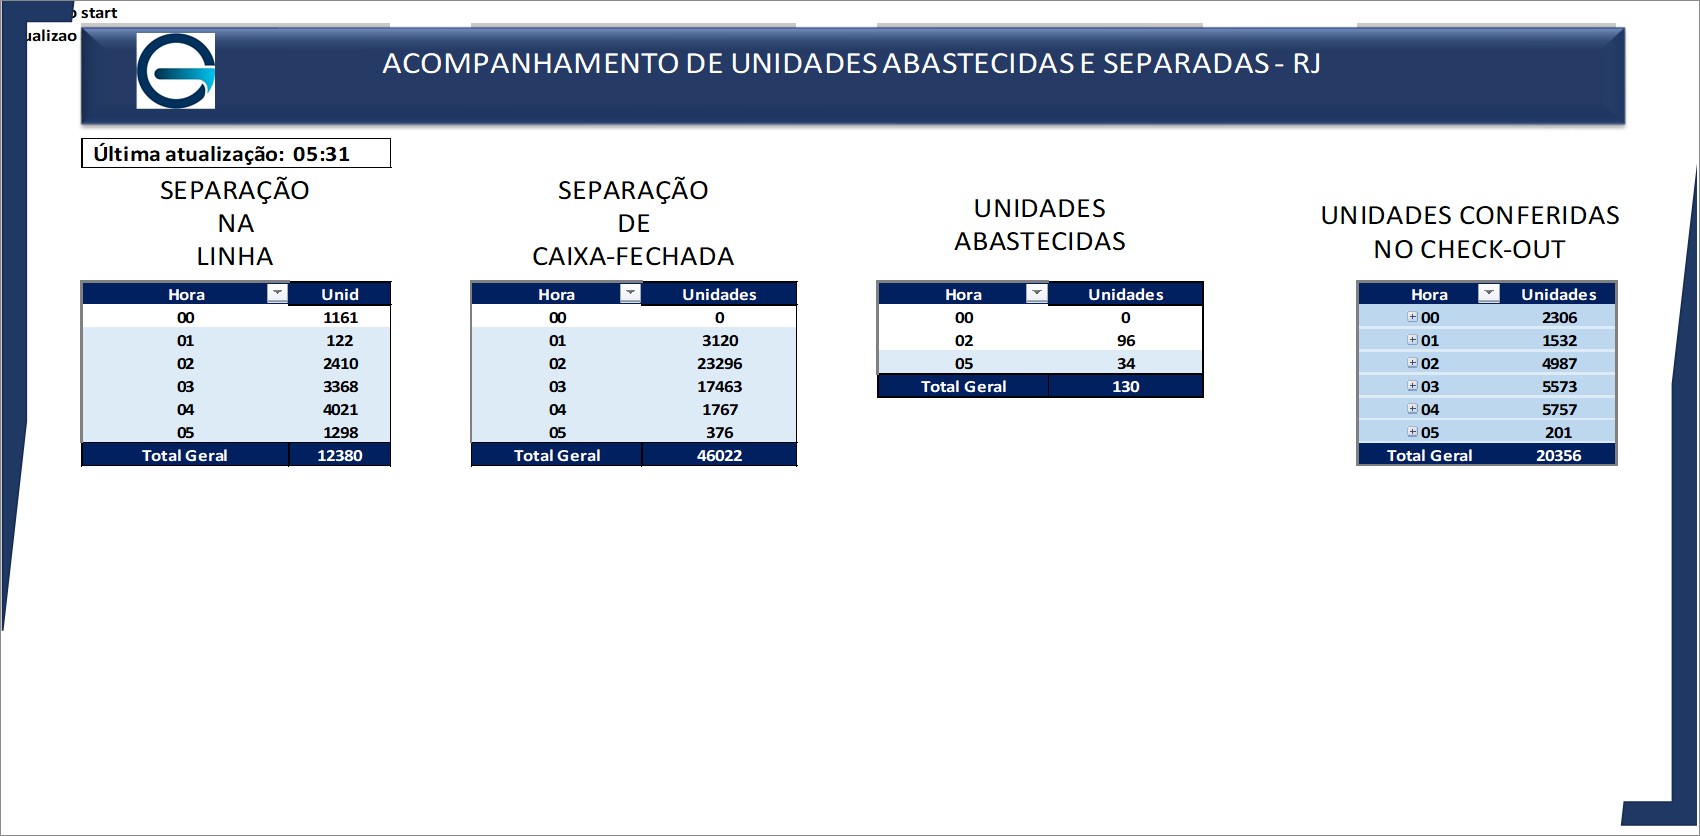 start
ualizao
ACOMPANHAMENTO DE UNIDADES ABASTECIDAS E SEPARADAS - RJ
Última atualização: 05:31
SEPARAÇÃO
NA
LINHA
Hora Unid
00 1161
01 122
02 2410
03 3368
04 4021
05 1298
Total Geral 12380
SEPARAÇÃO
DE
CAIXA-FECHADA
Hora Unidades
00 0
01 3120
02 23296
03 17463
04 1767
05 376
Total Geral 46022
UNIDADES
ABASTECIDAS
Hora Unidades
00 0
02 96
05 34
Total Geral 130
UNIDADES CONFERIDAS
NO CHECK-OUT
Hora Unidades
00 2306
01 1532
02 4987
03 5573
04 5757
05 201
Total Geral 20356